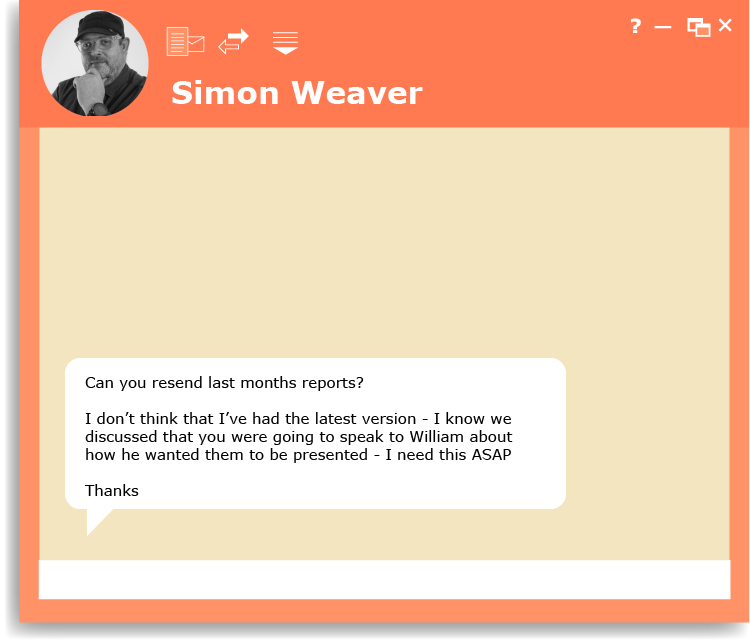 ?
Simon Weaver
Can you resend last months reports?
I don’t think that I’ve had the latest version - I know we
discussed that you were going to speak to William about
how he wanted them to be presented - I need this ASAP
Thanks